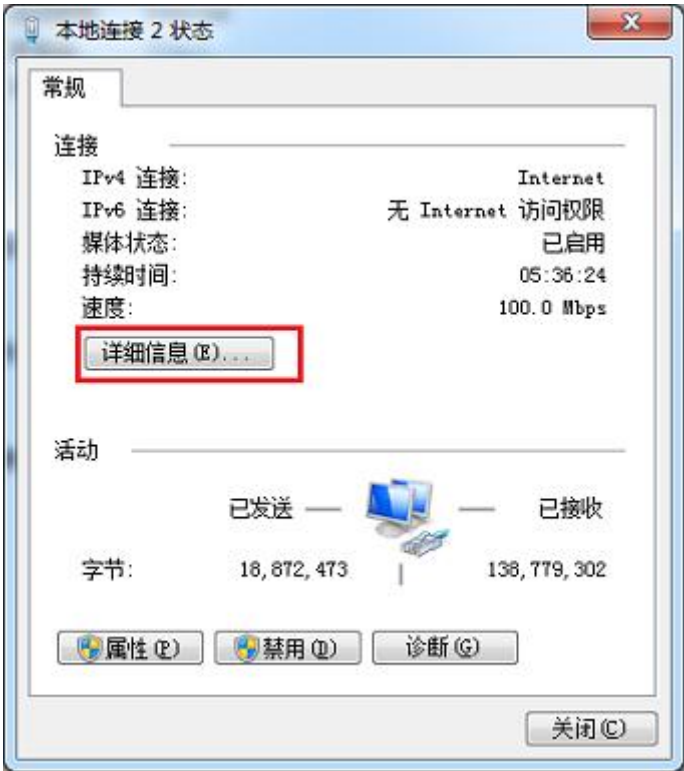 本地连接 2 状态
常规
连接
IPv4 连接: Internet
IPv6 连接: 无 Internet 访问权限
媒体状态: 已启用
持续时间: 05:36:24
速度: 100.0 Mbps
详细信息(E)...
活动
已发送 — — 已接收
字节: 18,872,473 | 138,779,302
属性(P) 禁用(D) 诊断(G)
关闭(C)